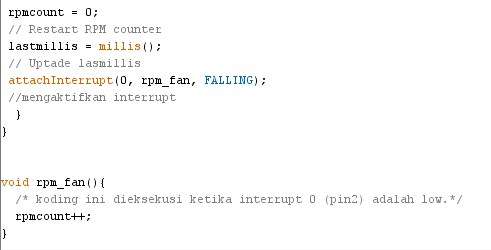 rpmcount = 0;
// Restart RPM counter
lastmillis = millis();
// Uptade lasmillis
attachInterrupt(0, rpm_fan, FALLING);
//mengaktifkan interrupt
}
}
void rpm_fan(){
/* koding ini dieksekusi ketika interrupt 0 (pin2) adalah low.*/
rpmcount++;
}